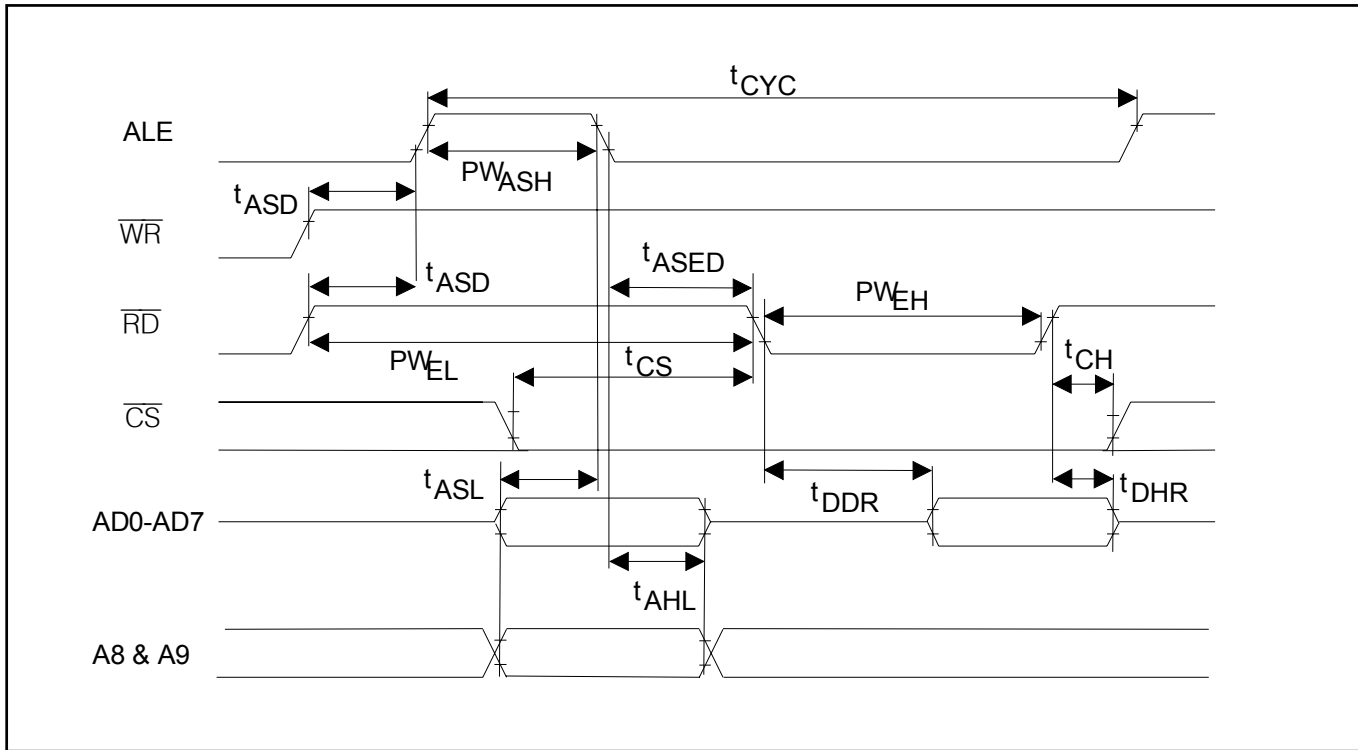 tCYC
ALE
PWASH
tASD
WR
tASED
tASD
PWEH
RD
PWEL
tCS
tCH
CS
tASL
tDDR
tDHR
AD0-AD7
tAHL
A8 & A9